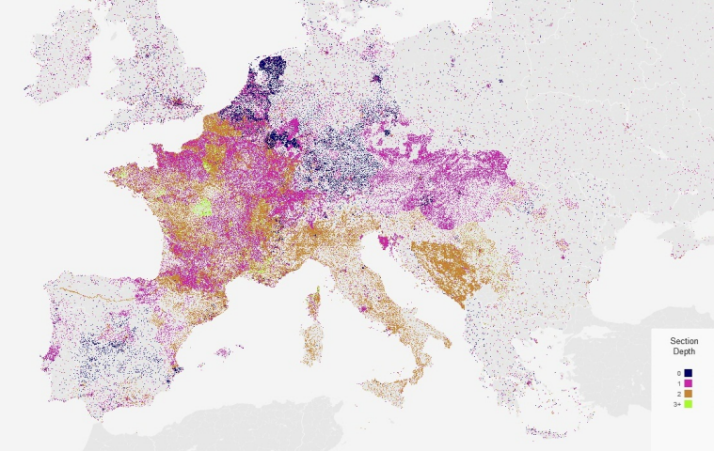 Section
Depth
0
1
2
3+